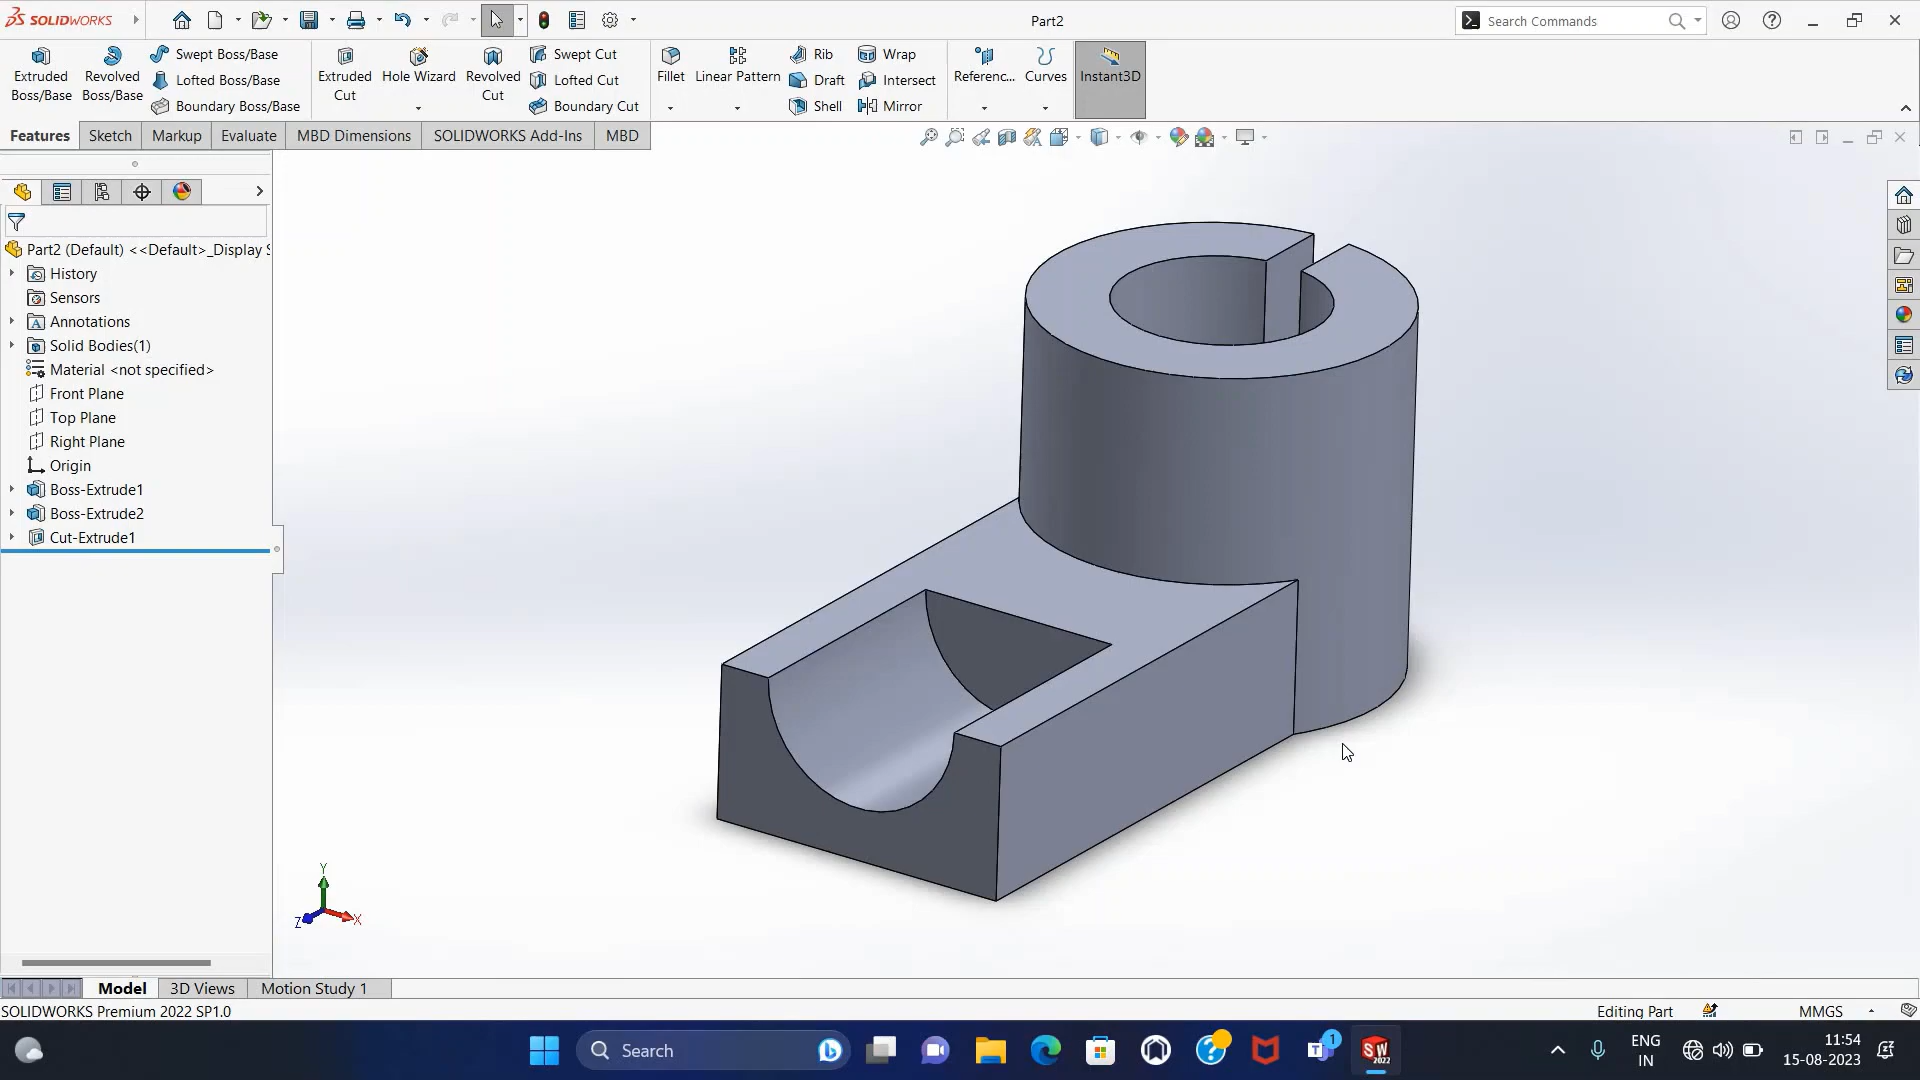 SOLIDWORKS
Part2
Search Commands
Extruded Boss/Base
Revolved Boss/Base
Swept Boss/Base
Lofted Boss/Base
Boundary Boss/Base
Extruded Cut
Hole Wizard
Revolved Cut
Swept Cut
Lofted Cut
Boundary Cut
Fillet
Linear Pattern
Rib
Draft
Shell
Wrap
Intersect
Mirror
Referenc...
Curves
Instant3D
Features
Sketch
Markup
Evaluate
MBD Dimensions
SOLIDWORKS Add-Ins
MBD
Part2 (Default) <<Default>_Display S
History
Sensors
Annotations
Solid Bodies(1)
Material <not specified>
Front Plane
Top Plane
Right Plane
Origin
Boss-Extrude1
Boss-Extrude2
Cut-Extrude1
Y
Z
X
Model
3D Views
Motion Study 1
SOLIDWORKS Premium 2022 SP1.0
Editing Part
MMGS
Search
1
SW
2022
ENG
IN
11:54
15-08-2023